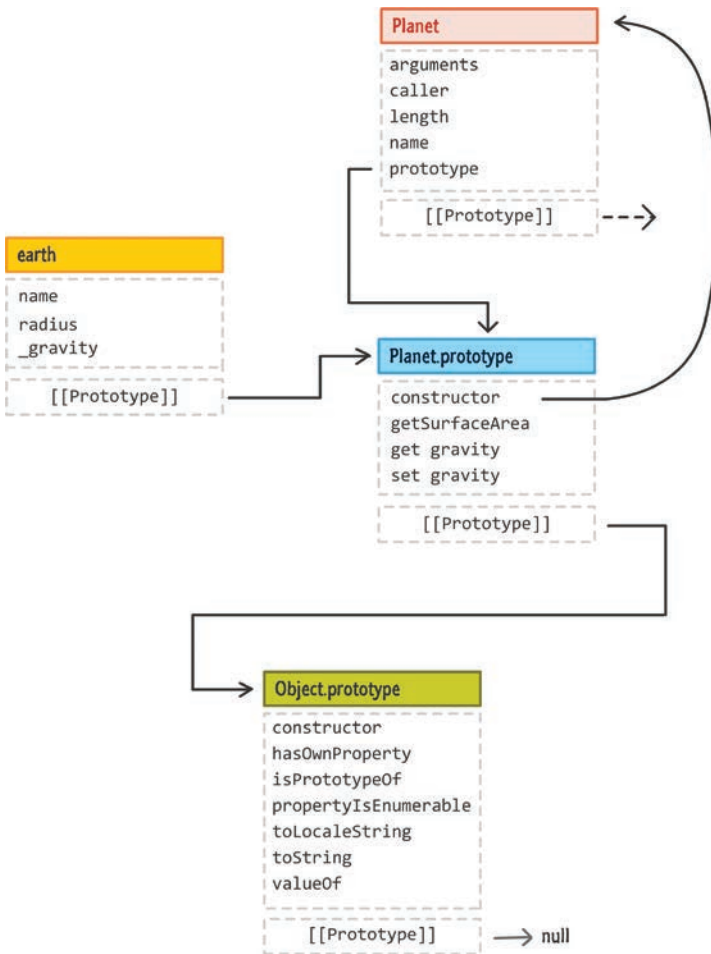 Planet
arguments
caller
length
name
prototype
[[Prototype]]
earth
name
radius
_gravity
[[Prototype]]
Planet.prototype
constructor
getSurfaceArea
get gravity
set gravity
[[Prototype]]
Object.prototype
constructor
hasOwnProperty
isPrototypeOf
propertyIsEnumerable
toLocaleString
toString
valueOf
[[Prototype]]
null